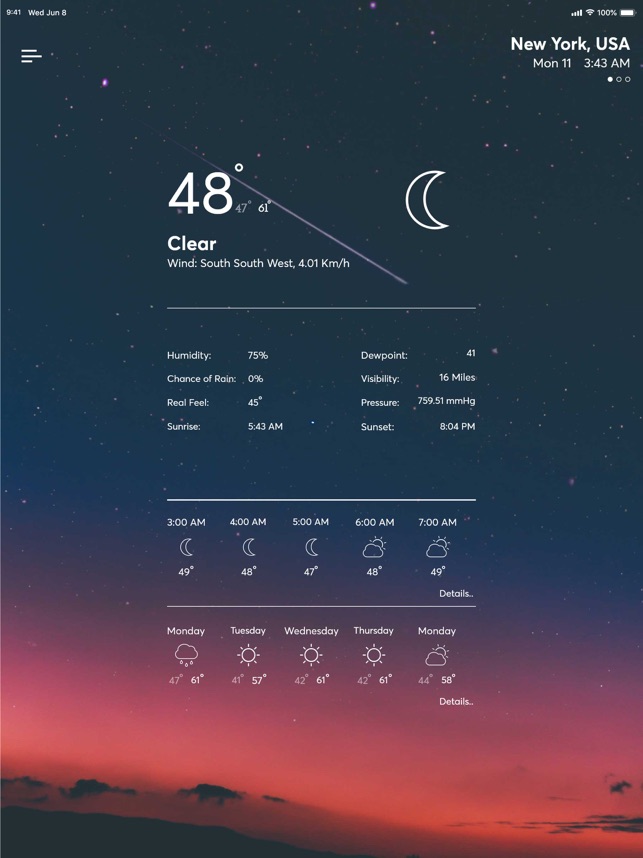 9:41 Wed Jun 8 100%
New York, USA
Mon 11 3:43 AM
48° 47° 61°
Clear
Wind: South South West, 4.01 Km/h
Humidity: 75% Dewpoint: 41
Chance of Rain: 0% Visibility: 16 Miles
Real Feel: 45° Pressure: 759.51 mmHg
Sunrise: 5:43 AM Sunset: 8:04 PM
3:00 AM 4:00 AM 5:00 AM 6:00 AM 7:00 AM
49° 48° 47° 48° 49°
Details..
Monday Tuesday Wednesday Thursday Monday
47° 61° 41° 57° 42° 61° 42° 61° 44° 58°
Details..